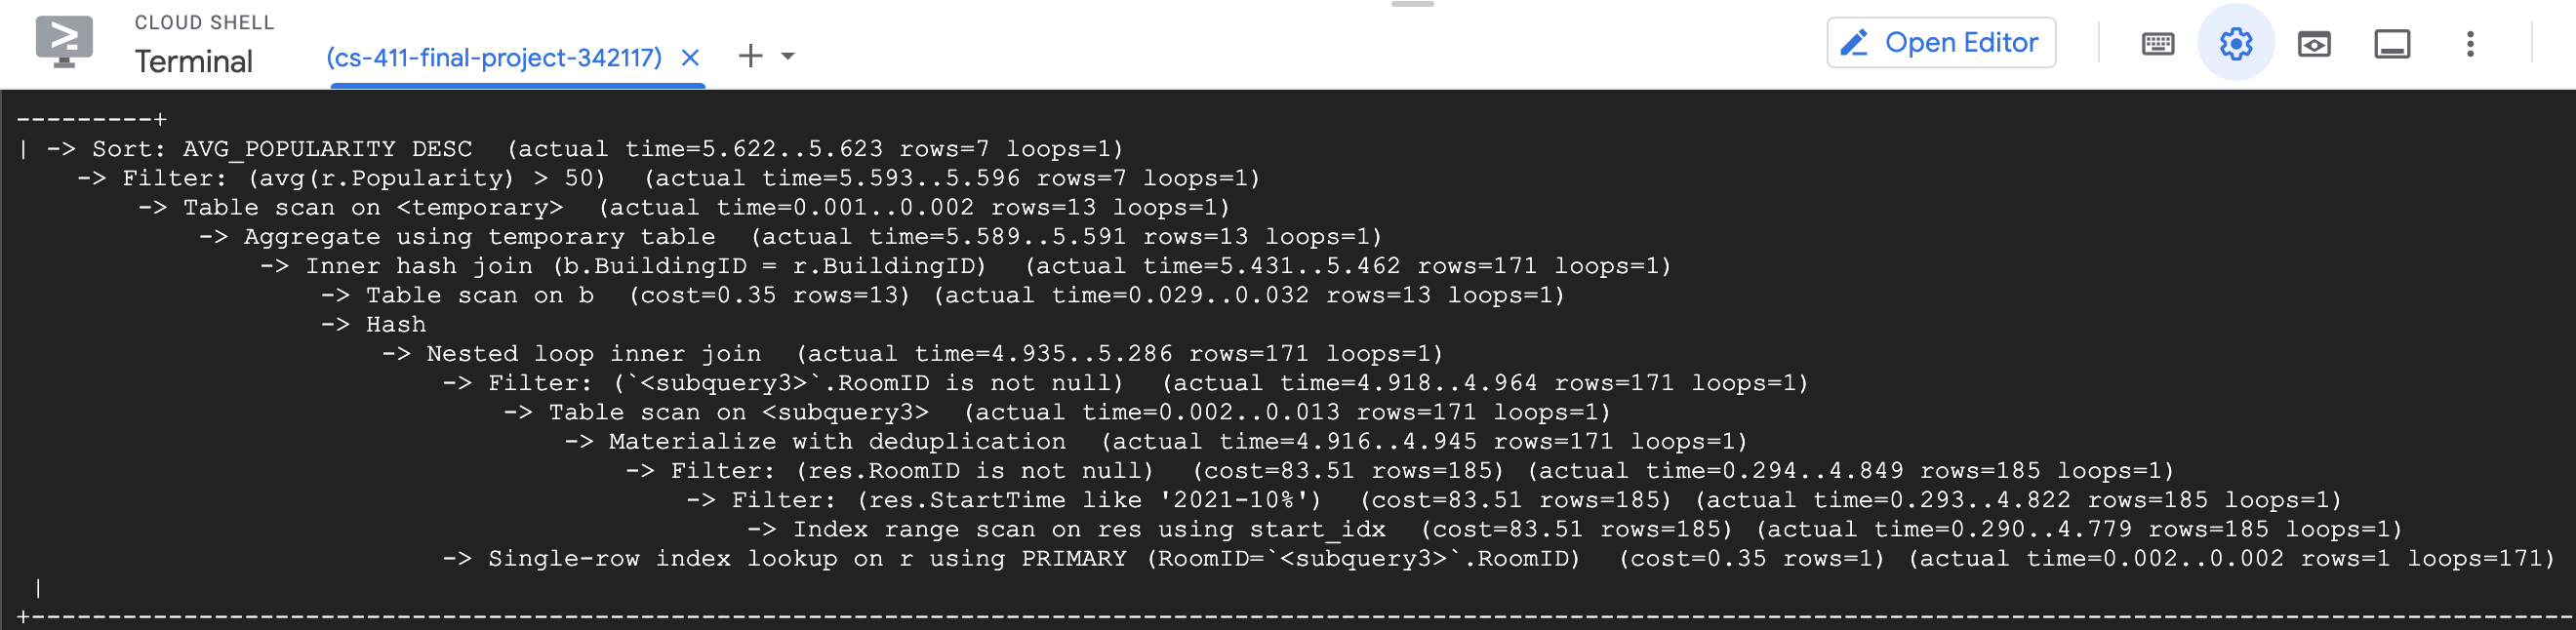 CLOUD SHELL
Terminal
(cs-411-final-project-342117)
Open Editor
---------+
| -> Sort: AVG_POPULARITY DESC  (actual time=5.622..5.623 rows=7 loops=1)
    -> Filter: (avg(r.Popularity) > 50)  (actual time=5.593..5.596 rows=7 loops=1)
        -> Table scan on <temporary>  (actual time=0.001..0.002 rows=13 loops=1)
            -> Aggregate using temporary table  (actual time=5.589..5.591 rows=13 loops=1)
                -> Inner hash join (b.BuildingID = r.BuildingID)  (actual time=5.431..5.462 rows=171 loops=1)
                    -> Table scan on b  (cost=0.35 rows=13) (actual time=0.029..0.032 rows=13 loops=1)
                    -> Hash
                        -> Nested loop inner join  (actual time=4.935..5.286 rows=171 loops=1)
                            -> Filter: (`<subquery3>`.RoomID is not null)  (actual time=4.918..4.964 rows=171 loops=1)
                                -> Table scan on <subquery3>  (actual time=0.002..0.013 rows=171 loops=1)
                                    -> Materialize with deduplication  (actual time=4.916..4.945 rows=171 loops=1)
                                        -> Filter: (res.RoomID is not null)  (cost=83.51 rows=185) (actual time=0.294..4.849 rows=185 loops=1)
                                            -> Filter: (res.StartTime like '2021-10%')  (cost=83.51 rows=185) (actual time=0.293..4.822 rows=185 loops=1)
                                                -> Index range scan on res using start_idx  (cost=83.51 rows=185) (actual time=0.290..4.779 rows=185 loops=1)
                            -> Single-row index lookup on r using PRIMARY (RoomID=`<subquery3>`.RoomID)  (cost=0.35 rows=1) (actual time=0.002..0.002 rows=1 loops=171)
 |
+------------------------------------------------------------------------------------------------------------------------------------------------------------------------